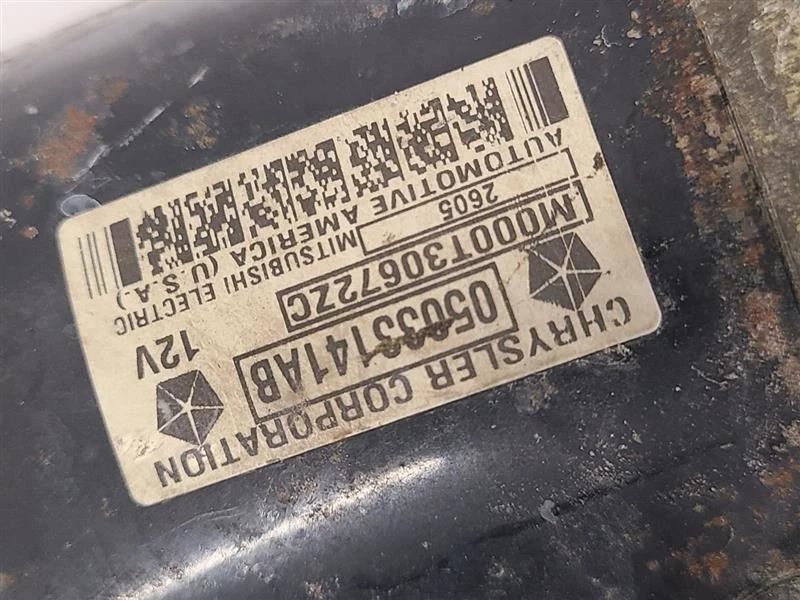 CHRYSLER CORPORATION
05033141AB
M000T30672ZC 12V
2605 MITSUBISHI ELECTRIC
AUTOMOTIVE AMERICA (U.S.A.)